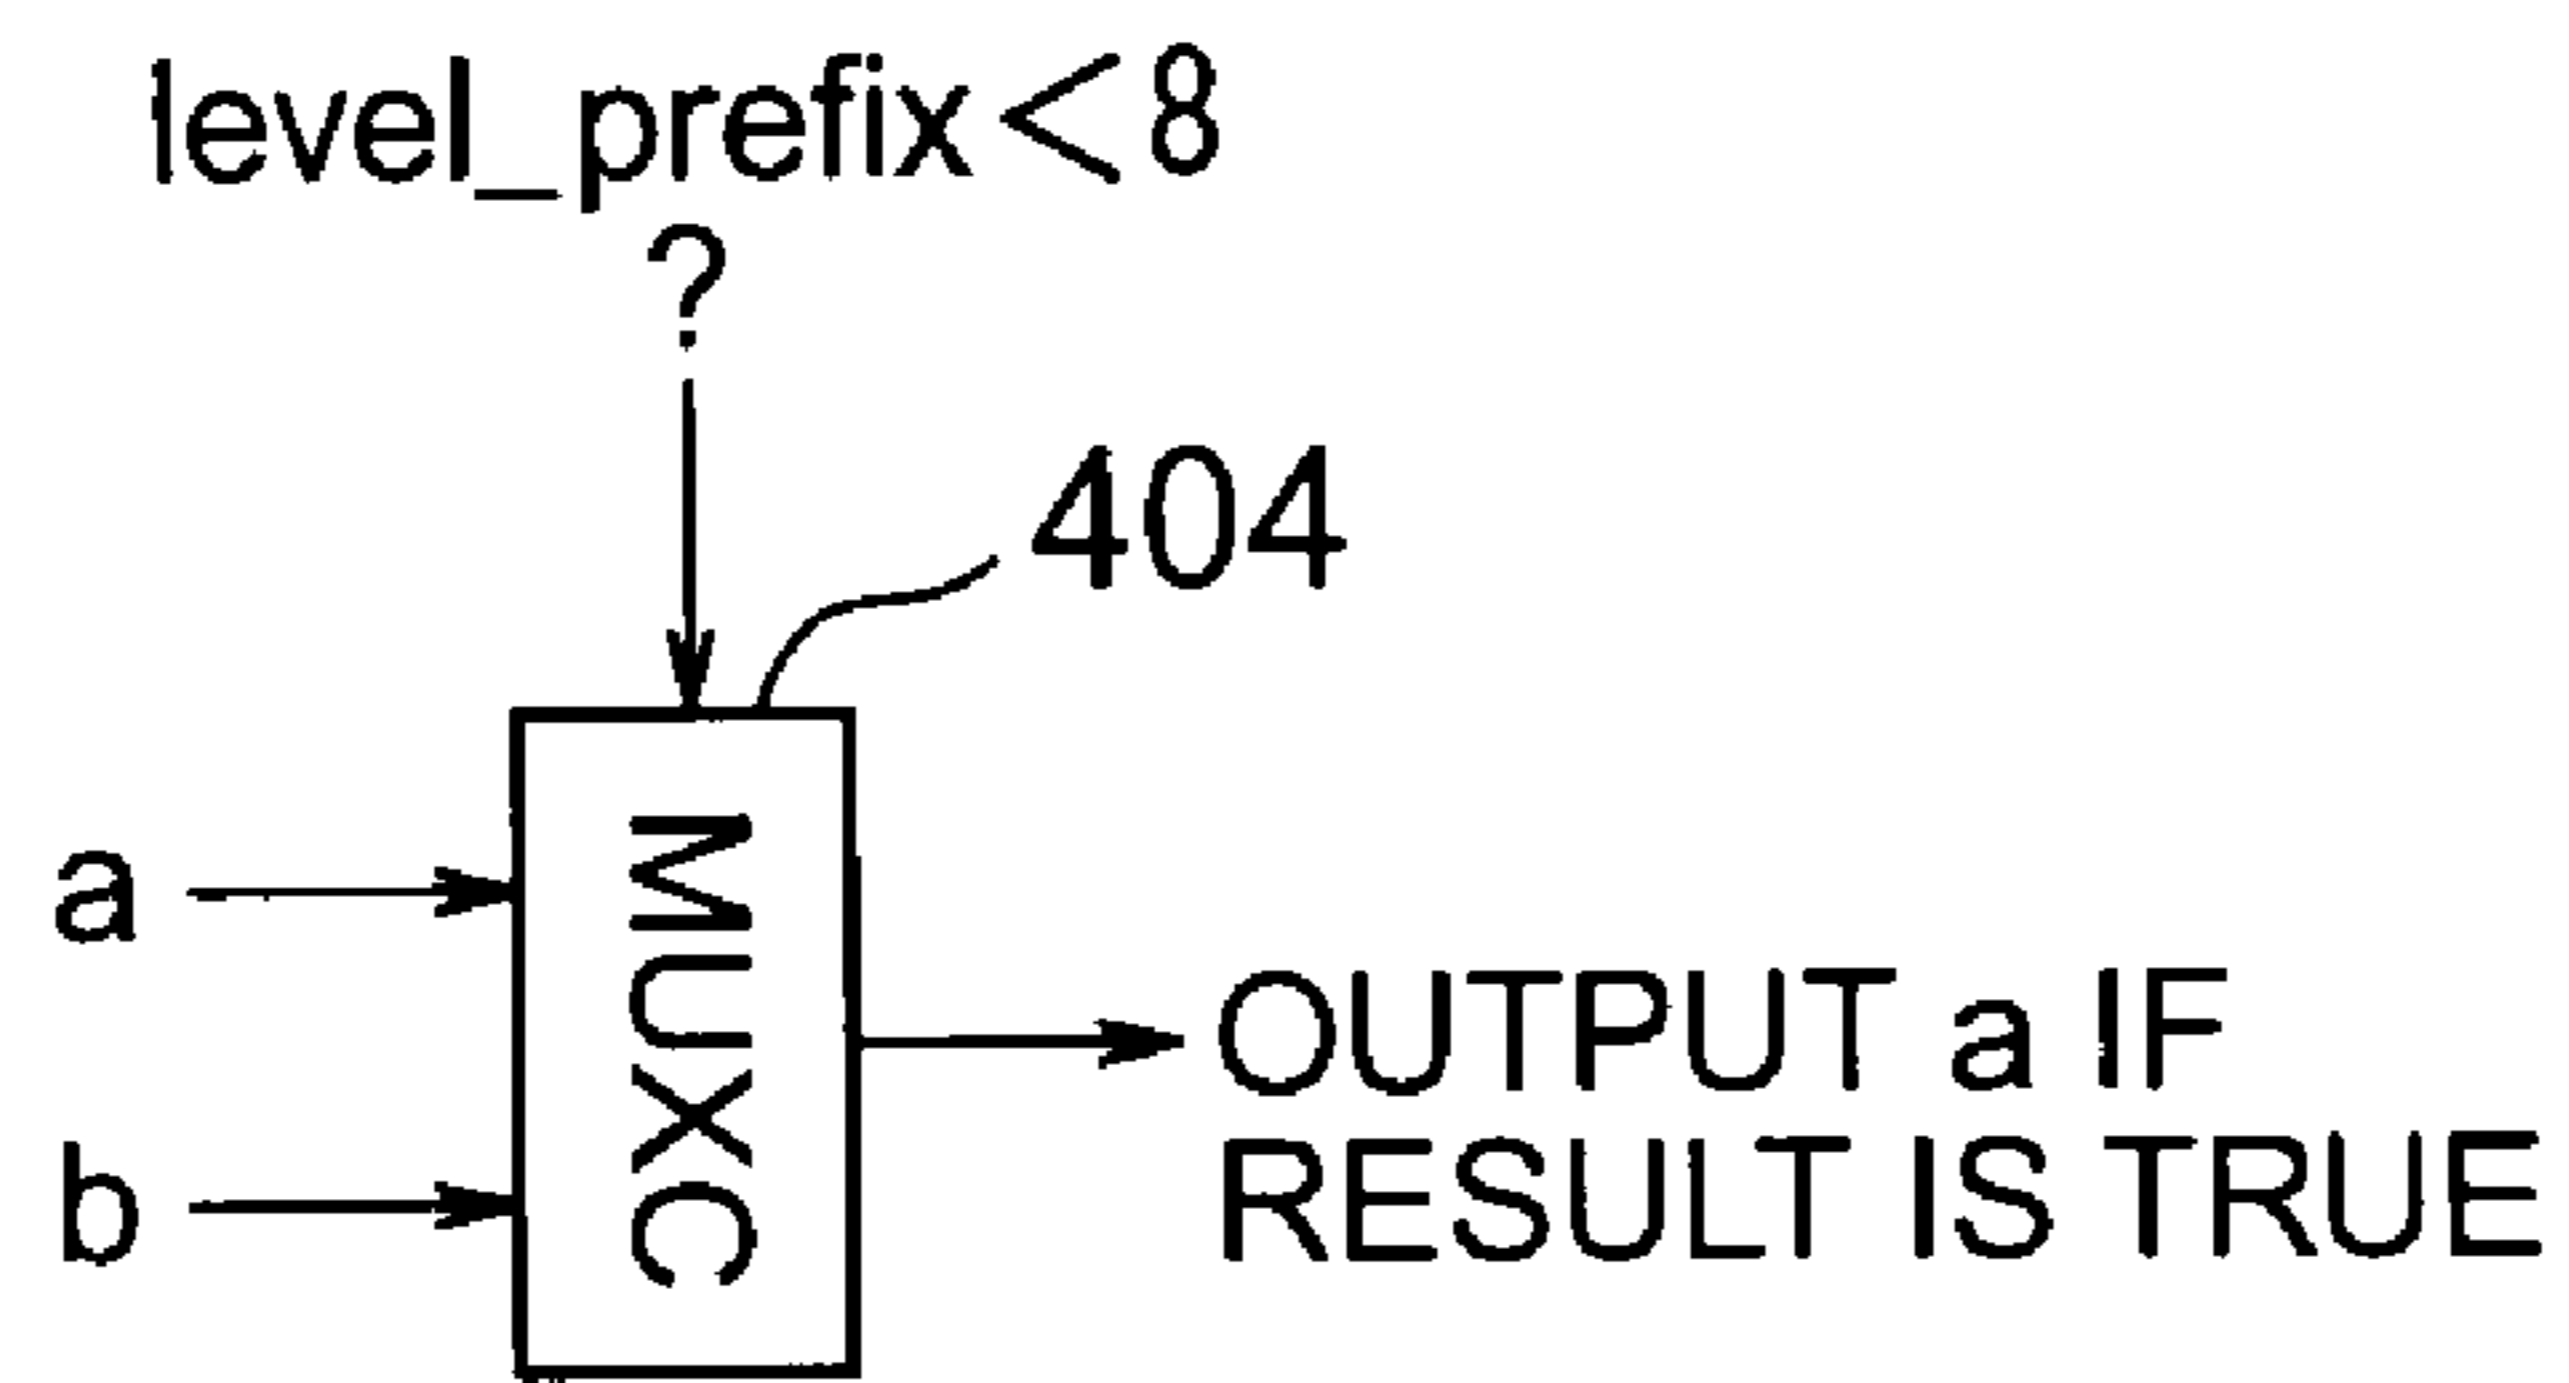 level_prefix<8
?
404
MUXC
a
b
OUTPUT a IF
RESULT IS TRUE